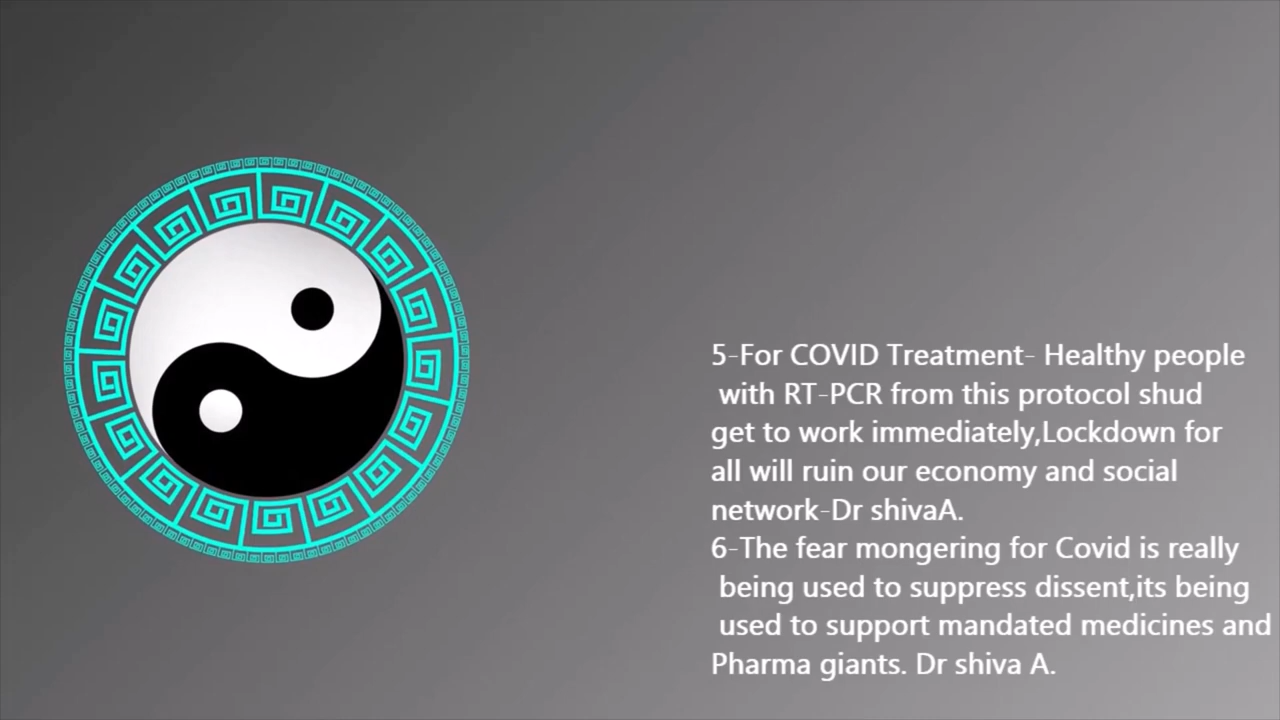 5-For COVID Treatment- Healthy people
with RT-PCR from this protocol shud
get to work immediately,Lockdown for
all will ruin our economy and social
network-Dr shivaA.
6-The fear mongering for Covid is really
being used to suppress dissent,its being
used to support mandated medicines and
Pharma giants. Dr shiva A.